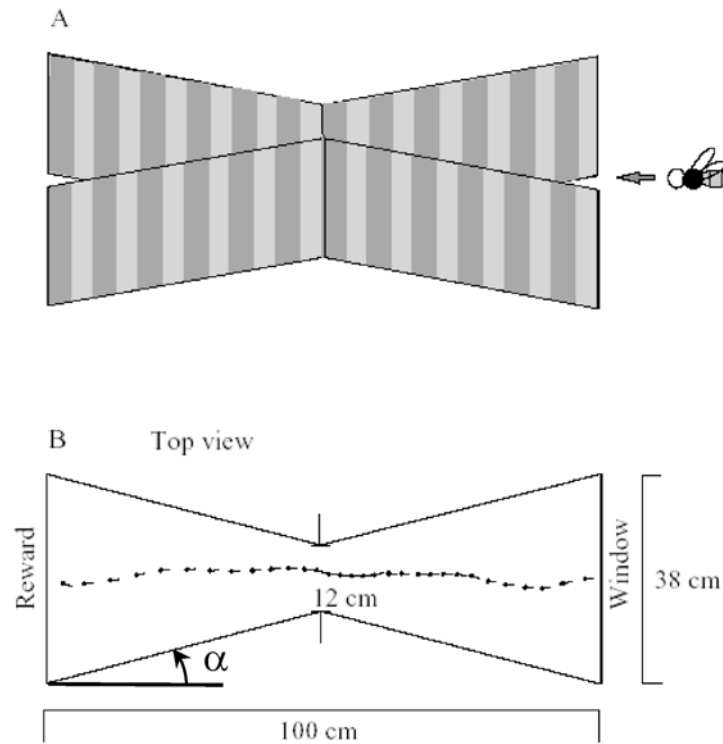 A
B
Top view
Reward
12 cm
Window
38 cm
α
100 cm